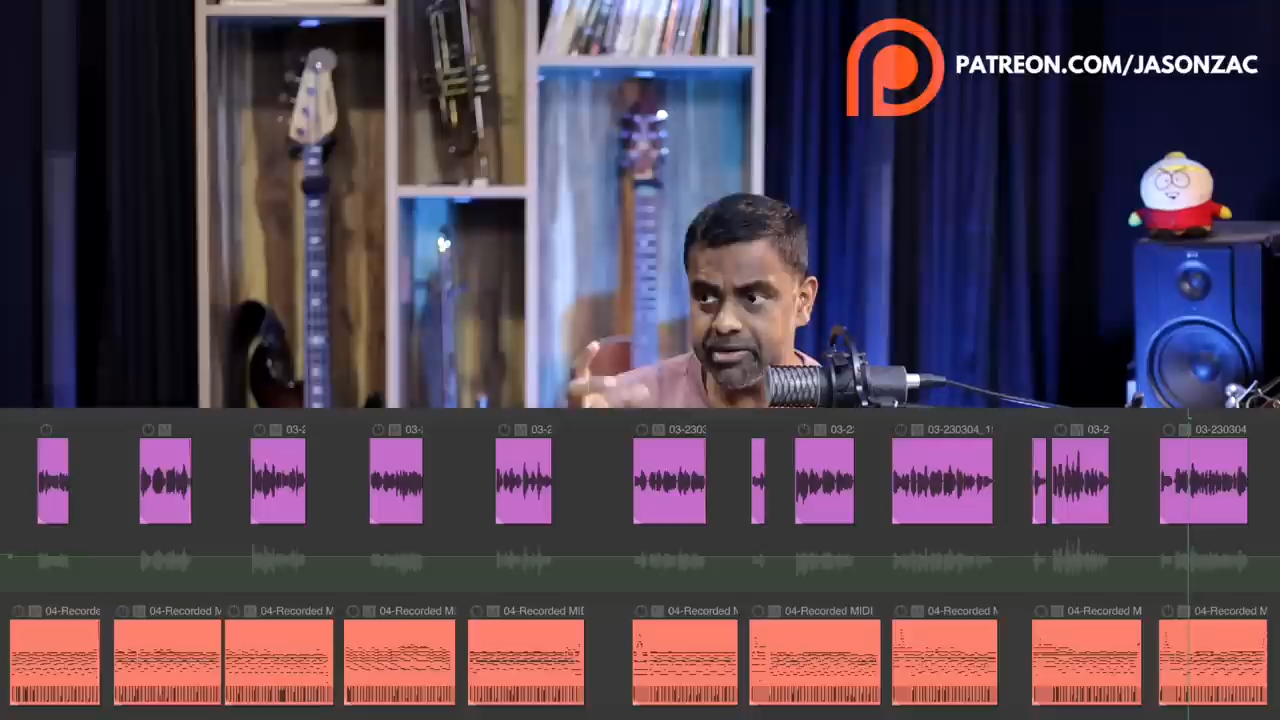 PATREON.COM/JASONZAC
03-2
03-
03-2
03-2303
03-2
03-230304_1
03-2
03-230304
04-Recorde
04-Recorded M
04-Recorded M
04-Recorded MI
04-Recorded MID
04-Recorded M
04-Recorded MIDI
04-Recorded M
04-Recorded M
04-Recorded M